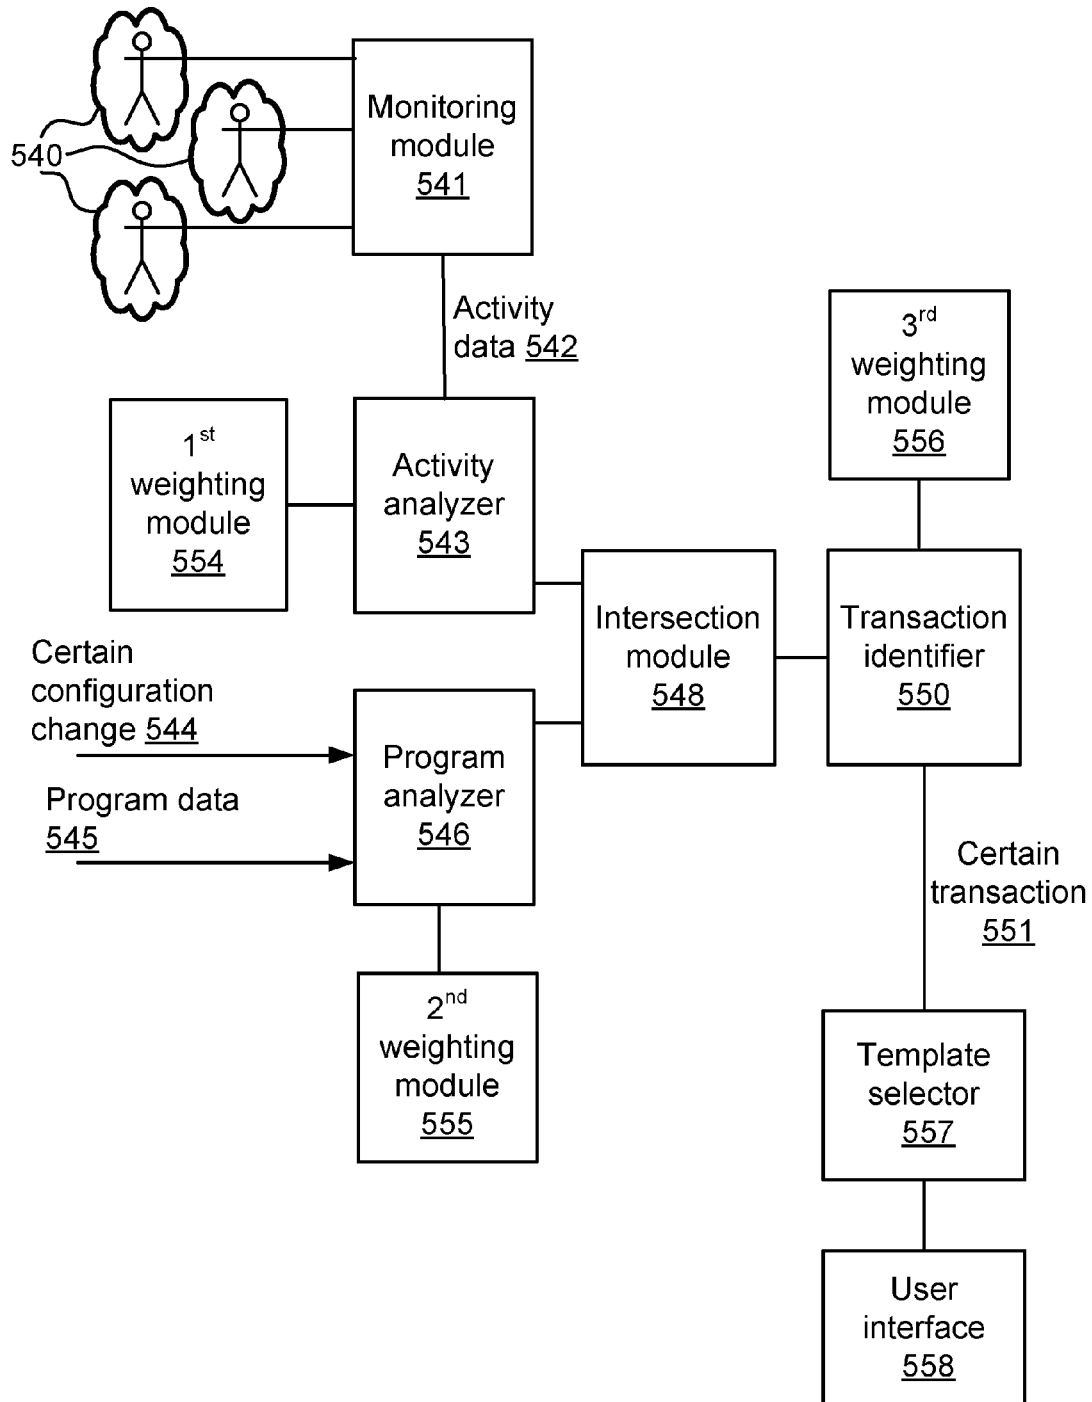 540
Monitoring
module
541
Activity
data 542
3rd
weighting
module
556
1st
weighting
module
554
Activity
analyzer
543
Intersection
module
548
Transaction
identifier
550
Certain
configuration
change 544
Program data
545
Program
analyzer
546
Certain
transaction
551
2nd
weighting
module
555
Template
selector
557
User
interface
558